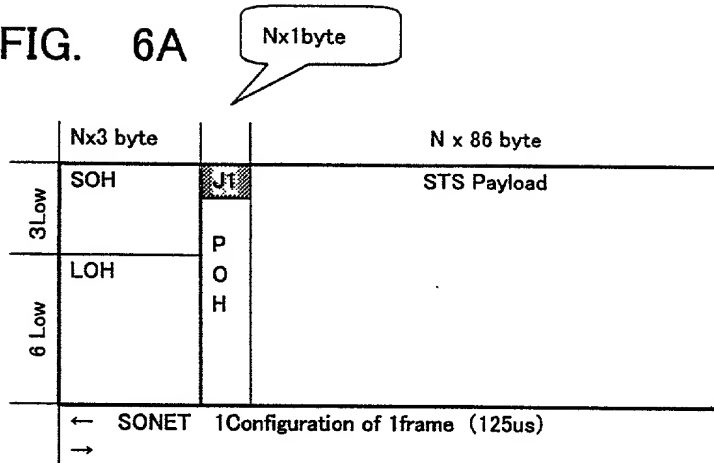 FIG. 6A
Nx1byte
Nx3 byte
N x 86 byte
3Low
SOH
J1
STS Payload
6 Low
LOH
P
O
H
← SONET 1Configuration of 1frame (125us)
→